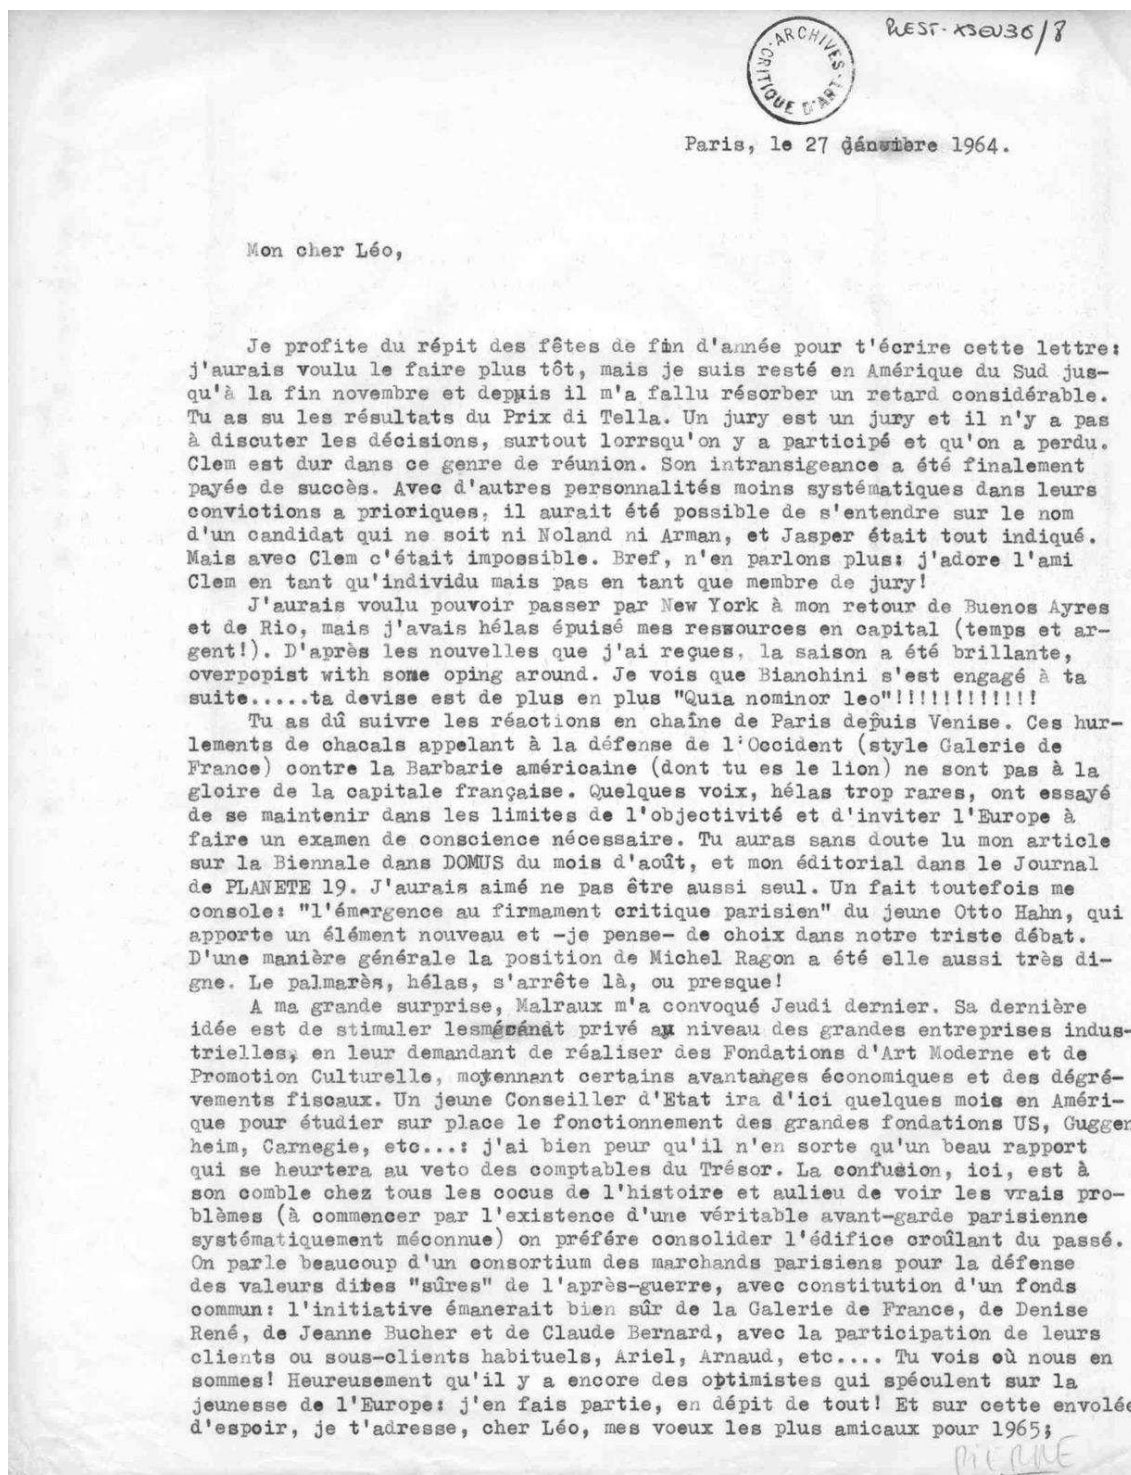 REST-XSEV36/8
ARCHIVES
CRITIQUE D'ART
Paris, le 27 1964.
Mon cher Léo,
Je profite du répit des fêtes de fin d'année pour t'écrire cette lettre:
j'aurais voulu le faire plus tôt, mais je suis resté en Amérique du Sud jus-
qu'à la fin novembre et depuis il m'a fallu résorber un retard considérable.
Tu as su les résultats du Prix di Tella. Un jury est un jury et il n'y a pas
à discuter les décisions, surtout lorrsqu'on y a participé et qu'on a perdu.
Clem est dur dans ce genre de réunion. Son intransigeance a été finalement
payée de succès. Avec d'autres personnalités moins systématiques dans leurs
convictions a prioriques, il aurait été possible de s'entendre sur le nom
d'un candidat qui ne soit ni Noland ni Arman, et Jasper était tout indiqué.
Mais avec Clem c'était impossible. Bref, n'en parlons plus: j'adore l'ami
Clem en tant qu'individu mais pas en tant que membre de jury!
J'aurais voulu pouvoir passer par New York à mon retour de Buenos Ayres
et de Rio, mais j'avais hélas épuisé mes ressources en capital (temps et ar-
gent!). D'après les nouvelles que j'ai reçues, la saison a été brillante,
overpopist with some oping around. Je vois que Bianchini s'est engagé à ta
suite.....ta devise est de plus en plus "Quia nominor leo"!!!!!!!!!!!!!
Tu as dû suivre les réactions en chaîne de Paris depuis Venise. Ces hur-
lements de chacals appelant à la défense de l'Occident (style Galerie de
France) contre la Barbarie américaine (dont tu es le lion) ne sont pas à la
gloire de la capitale française. Quelques voix, hélas trop rares, ont essayé
de se maintenir dans les limites de l'objectivité et d'inviter l'Europe à
faire un examen de conscience nécessaire. Tu auras sans doute lu mon article
sur la Biennale dans DOMUS du mois d'août, et mon éditorial dans le Journal
de PLANETE 19. J'aurais aimé ne pas être aussi seul. Un fait toutefois me
console: "l'émergence au firmament critique parisien" du jeune Otto Hahn, qui
apporte un élément nouveau et -je pense- de choix dans notre triste débat.
D'une manière générale la position de Michel Ragon a été elle aussi très di-
gne. Le palmarès, hélas, s'arrête là, ou presque!
A ma grande surprise, Malraux m'a convoqué Jeudi dernier. Sa dernière
idée est de stimuler lesmécénat privé au niveau des grandes entreprises indus-
trielles, en leur demandant de réaliser des Fondations d'Art Moderne et de
Promotion Culturelle, moyennant certains avantanges économiques et des dégré-
vements fiscaux. Un jeune Conseiller d'Etat ira d'ici quelques mois en Améri-
que pour étudier sur place le fonctionnement des grandes fondations US, Guggen
heim, Carnegie, etc...: j'ai bien peur qu'il n'en sorte qu'un beau rapport
qui se heurtera au veto des comptables du Trésor. La confusion, ici, est à
son comble chez tous les cocus de l'histoire et aulieu de voir les vrais pro-
blèmes (à commencer par l'existence d'une véritable avant-garde parisienne
systématiquement méconnue) on préfére consolider l'édifice croûlant du passé.
On parle beaucoup d'un consortium des marchands parisiens pour la défense
des valeurs dites "sûres" de l'après-guerre, avec constitution d'un fonds
commun: l'initiative émanerait bien sûr de la Galerie de France, de Denise
René, de Jeanne Bucher et de Claude Bernard, avec la participation de leurs
clients ou sous-clients habituels, Ariel, Arnaud, etc.... Tu vois où nous en
sommes! Heureusement qu'il y a encore des optimistes qui spéculent sur la
jeunesse de l'Europe: j'en fais partie, en dépit de tout! Et sur cette envolée
d'espoir, je t'adresse, cher Léo, mes voeux les plus amicaux pour 1965;
PIERRE